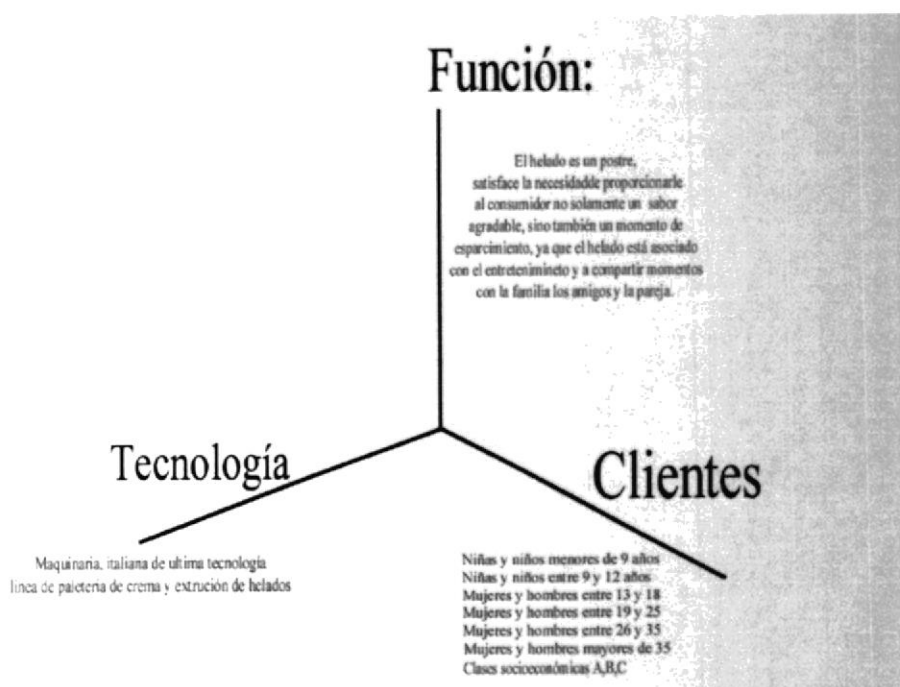 Función:
El helado es un postre,
satisface la necesidadde proporcionarle
al consumidor no solamente un sabor
agradable, sino también un momento de
esparcimiento, ya que el helado está asociado
con el entretenimineto y a compartir momentos
con la familia los amigos y la pareja.
Tecnología
Maquinaria, italiana de ultima tecnología
linea de paleteria de crema y extrución de helados
Clientes
Niñas y niños menores de 9 años
Niñas y niños entre 9 y 12 años
Mujeres y hombres entre 13 y 18
Mujeres y hombres entre 19 y 25
Mujeres y hombres entre 26 y 35
Mujeres y hombres mayores de 35
Clases socioeconómicas A,B,C